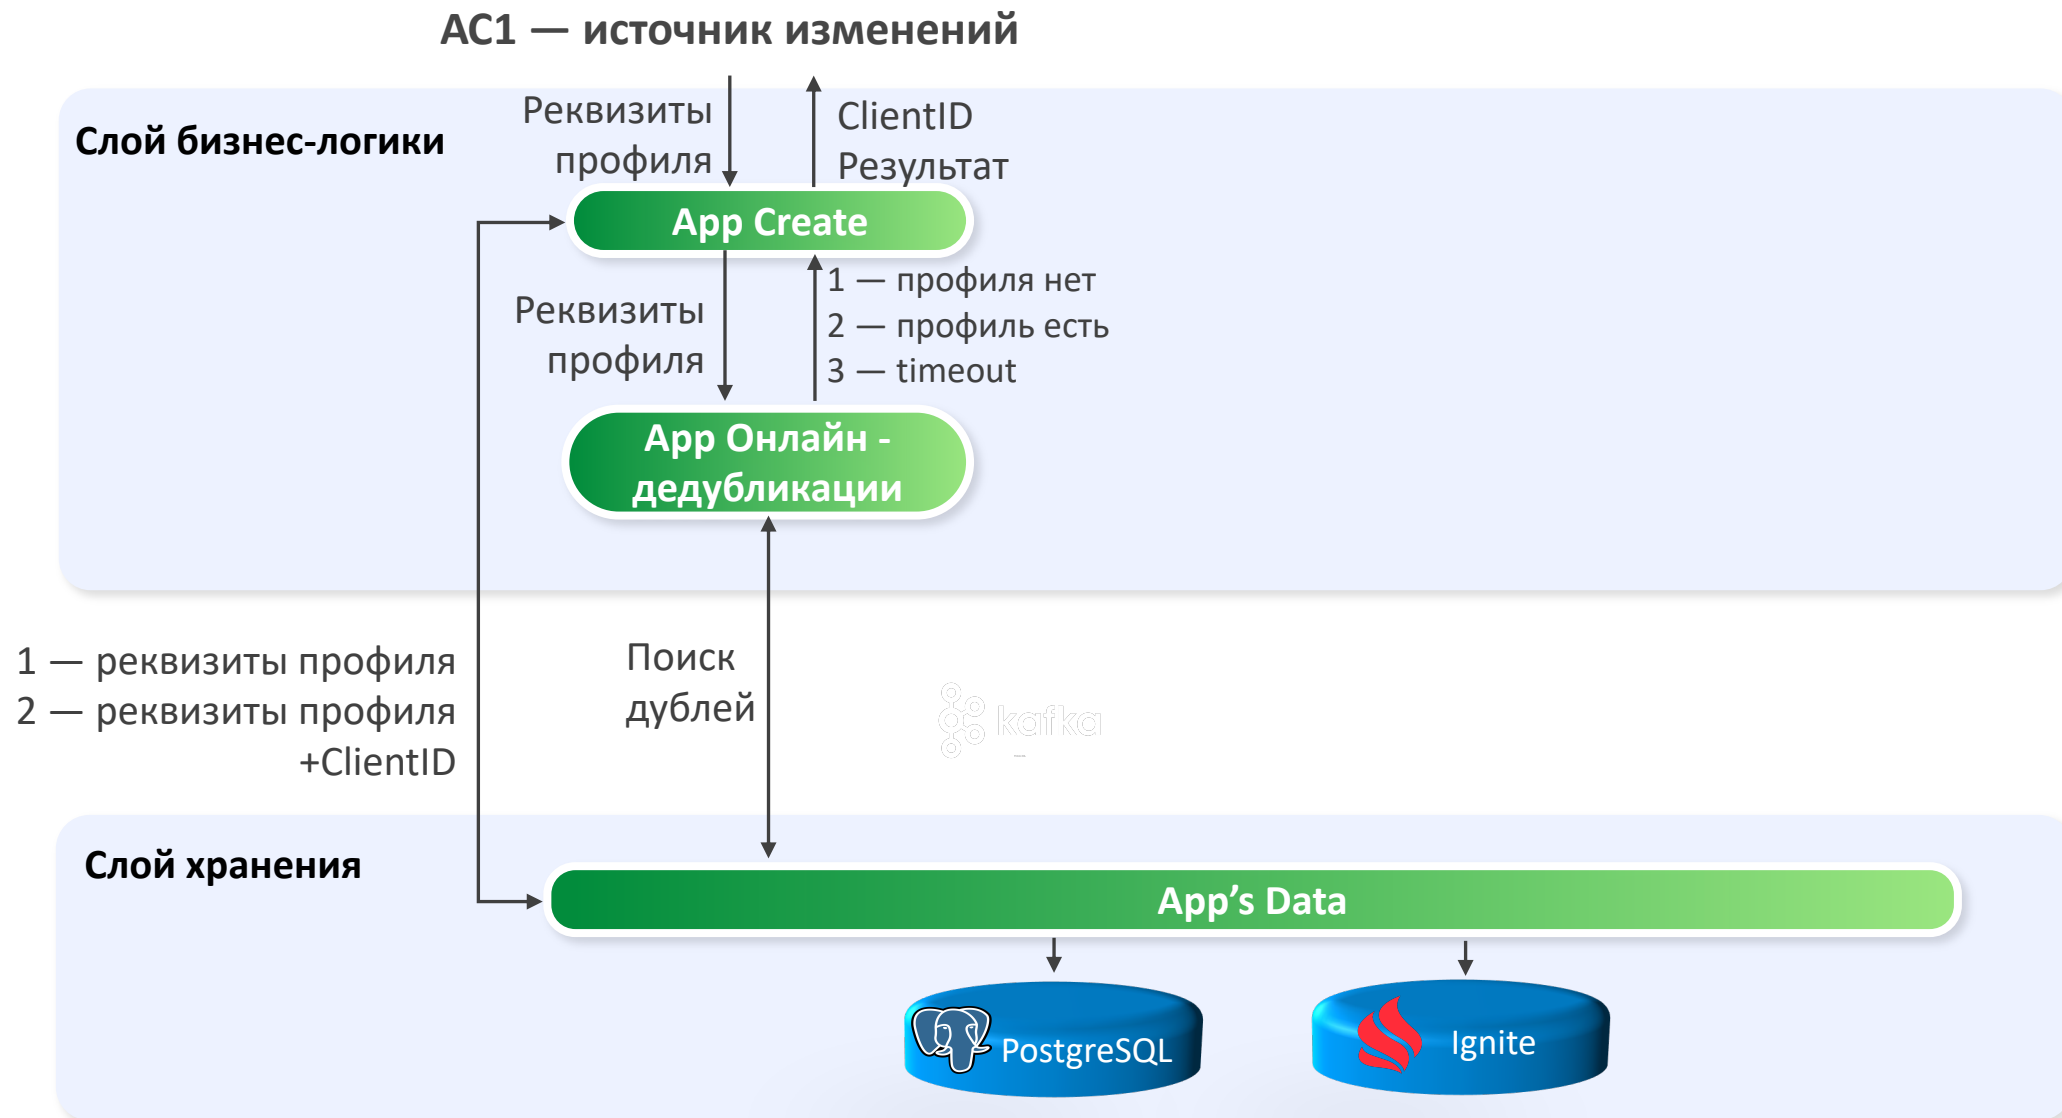 АС1 — источник изменений
Слой бизнес-логики
Реквизиты
профиля
ClientID
Результат
App Create
Реквизиты
профиля
1 — профиля нет
2 — профиль есть
3 — timeout
App Онлайн -
дедубликации
1 — реквизиты профиля
2 — реквизиты профиля
+ClientID
Поиск
дублей
kafka
Слой хранения
App’s Data
PostgreSQL
Ignite